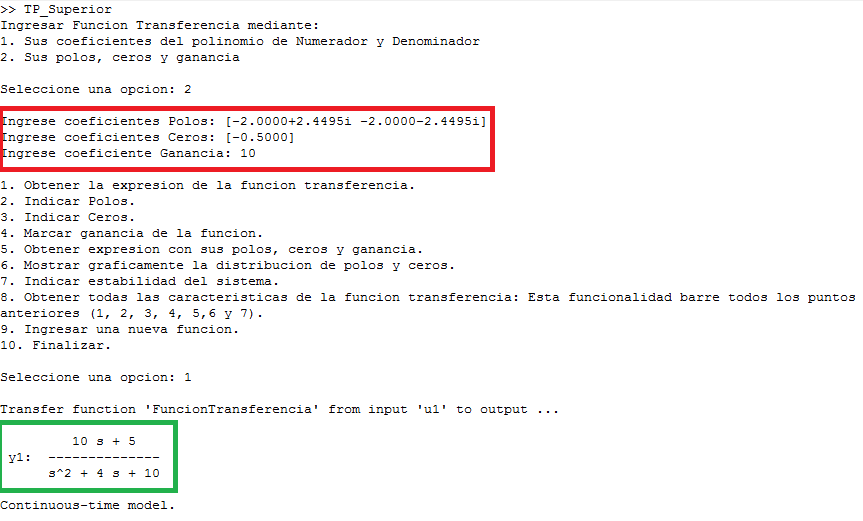 >> TP_Superior
Ingresar Funcion Transferencia mediante:
1. Sus coeficientes del polinomio de Numerador y Denominador
2. Sus polos, ceros y ganancia
Seleccione una opcion: 2
Ingrese coeficientes Polos: [-2.0000+2.4495i -2.0000-2.4495i]
Ingrese coeficientes Ceros: [-0.5000]
Ingrese coeficiente Ganancia: 10
1. Obtener la expresion de la funcion transferencia.
2. Indicar Polos.
3. Indicar Ceros.
4. Marcar ganancia de la funcion.
5. Obtener expresion con sus polos, ceros y ganancia.
6. Mostrar graficamente la distribucion de polos y ceros.
7. Indicar estabilidad del sistema.
8. Obtener todas las caracteristicas de la funcion transferencia: Esta funcionalidad barre todos los puntos
anteriores (1, 2, 3, 4, 5,6 y 7).
9. Ingresar una nueva funcion.
10. Finalizar.
Seleccione una opcion: 1
Transfer function 'FuncionTransferencia' from input 'u1' to output ...
10 s + 5
y1: --------------
s^2 + 4 s + 10
Continuous-time model.